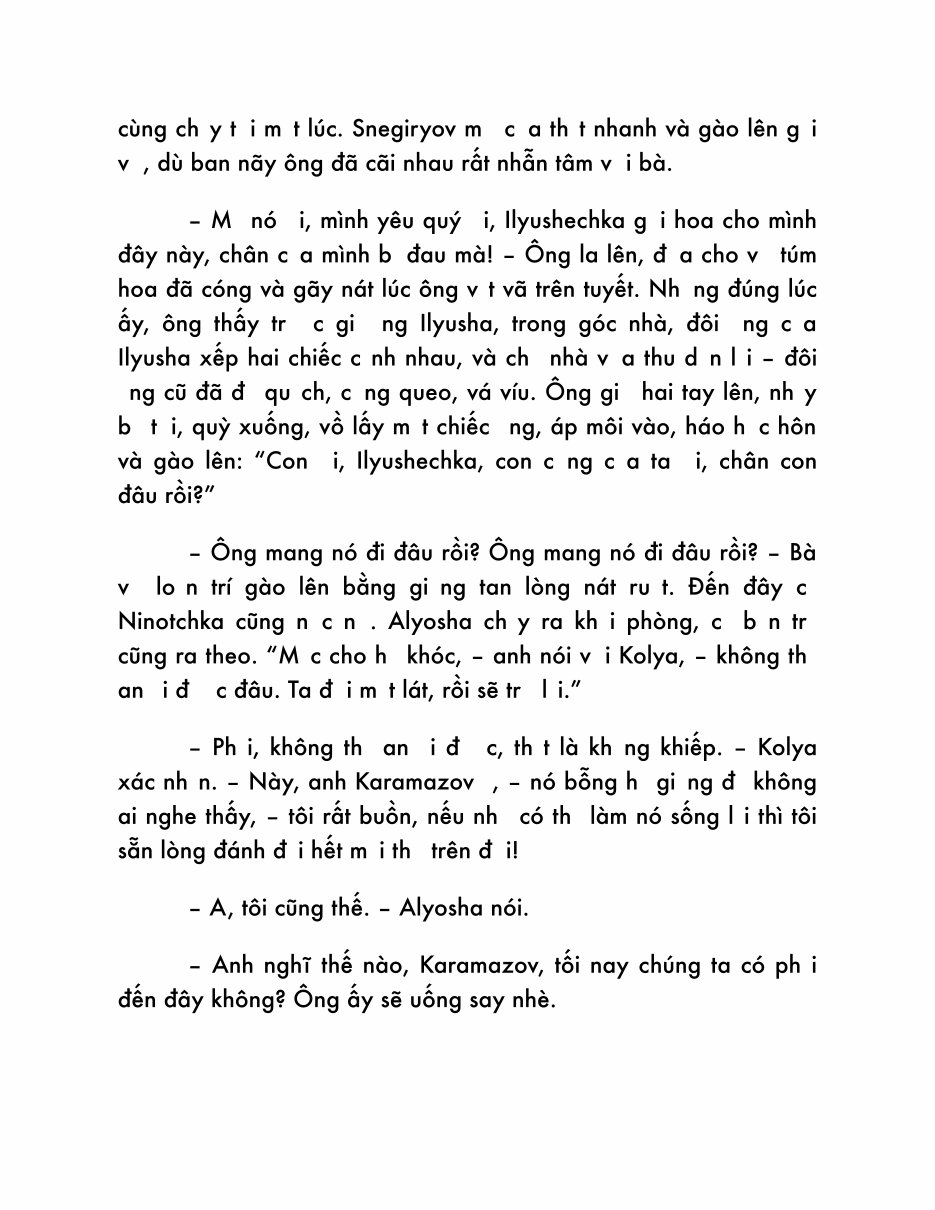 cùng ch y t i m t lúc. Snegiryov m c a th t nhanh và gào lên g i
v , dù ban nãy ông đã cãi nhau rất nhẫn tâm v i bà.
– M nó i, mình yêu quý i, Ilyushechka g i hoa cho mình
đây này, chân c a mình b đau mà! – Ông la lên, đ a cho v túm
hoa đã cóng và gãy nát lúc ông v t vã trên tuyết. Nh ng đúng lúc
ấy, ông thấy tr c gi ng Ilyusha, trong góc nhà, đôi ng c a
Ilyusha xếp hai chiếc c nh nhau, và ch nhà v a thu d n l i – đôi
ng cũ đã đ qu ch, c ng queo, vá víu. Ông gi hai tay lên, nh y
b t i, quỳ xuống, vồ lấy m t chiếc ng, áp môi vào, háo h c hôn
và gào lên: “Con i, Ilyushechka, con c ng c a ta i, chân con
đâu rồi?”
– Ông mang nó đi đâu rồi? Ông mang nó đi đâu rồi? – Bà
v lo n trí gào lên bằng gi ng tan lòng nát ru t. Đến đây c
Ninotchka cũng n c n . Alyosha ch y ra kh i phòng, c b n tr
cũng ra theo. “M c cho h khóc, – anh nói v i Kolya, – không th
an i đ c đâu. Ta đ i m t lát, rồi sẽ tr l i.”
– Ph i, không th an i đ c, th t là kh ng khiếp. – Kolya
xác nh n. – Này, anh Karamazov , – nó bỗng h gi ng đ không
ai nghe thấy, – tôi rất buồn, nếu nh có th làm nó sống l i thì tôi
sẵn lòng đánh đ i hết m i th trên đ i!
– A, tôi cũng thế. – Alyosha nói.
– Anh nghĩ thế nào, Karamazov, tối nay chúng ta có ph i
đến đây không? Ông ấy sẽ uống say nhè.